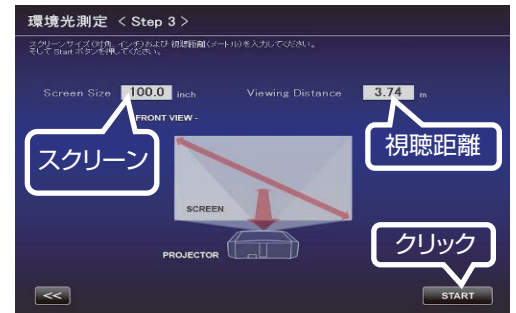 環境光測定 < Step 3 >
スクリーンサイズ(対角、インチ)および 視聴距離(メートル)を入力してください。
そして Start ボタンを押してください。
Screen Size 100.0 inch Viewing Distance 3.74 m
FRONT VIEW -
スクリーン
視聴距離
SCREEN
クリック
PROJECTOR
<< START